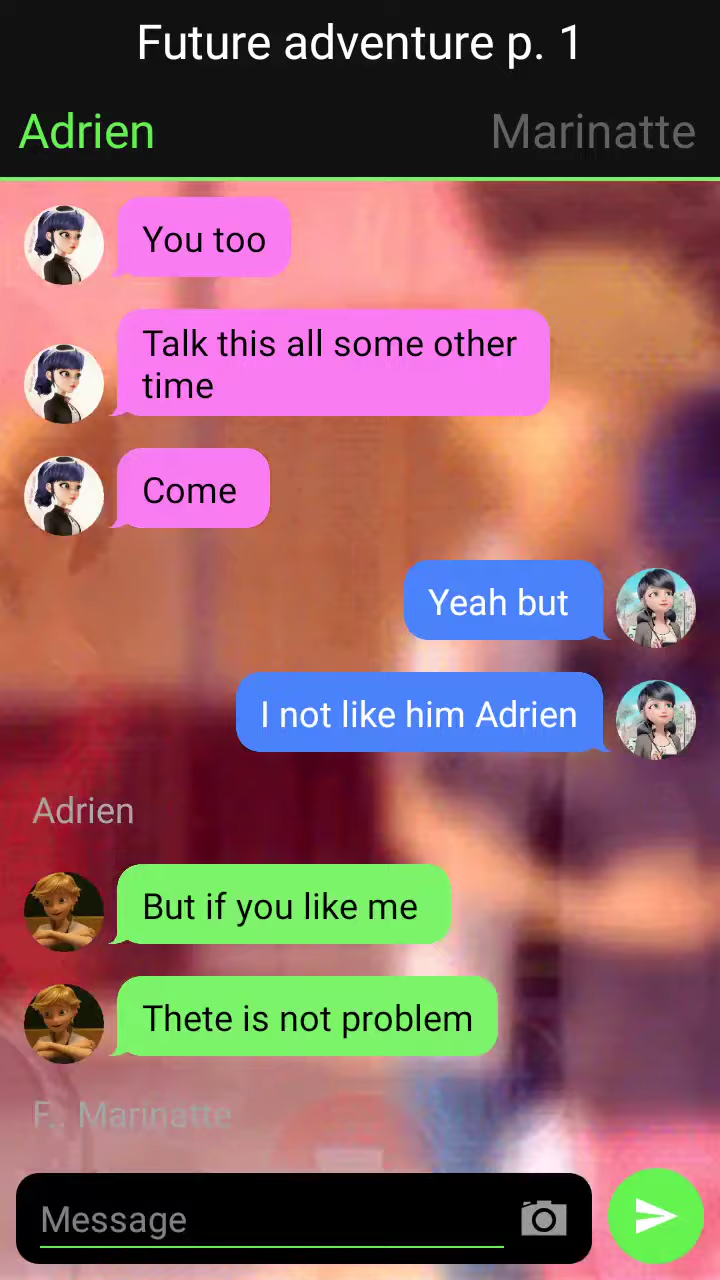 Future adventure p. 1
Adrien
Marinatte
You too
Talk this all some other
time
Come
Yeah but
I not like him Adrien
Adrien
But if you like me
Thete is not problem
F.. Marinatte
Message